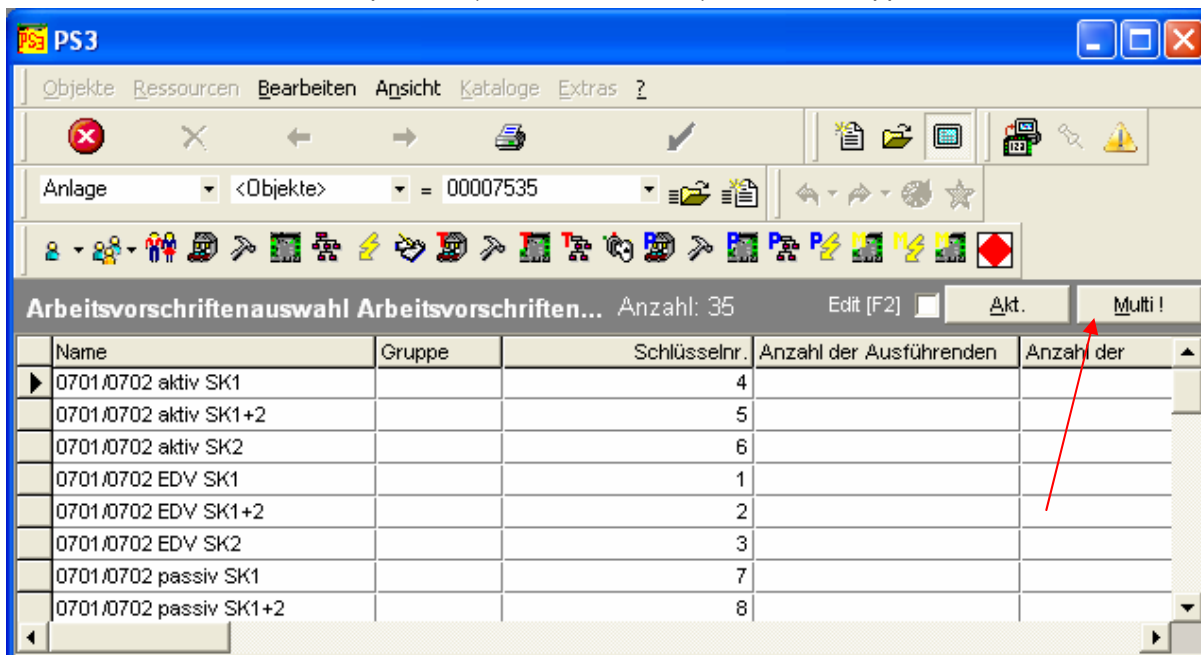 PS3
Objekte Ressourcen Bearbeiten Ansicht Kataloge Extras ?
Anlage <Objekte> = 00007535
Arbeitsvorschriftenauswahl Arbeitsvorschriften... Anzahl: 35 Edit [F2] Akt. Multi !
Name Gruppe Schlüsselnr. Anzahl der Ausführenden Anzahl der
0701/0702 aktiv SK1 4
0701/0702 aktiv SK1+2 5
0701/0702 aktiv SK2 6
0701/0702 EDV SK1 1
0701/0702 EDV SK1+2 2
0701/0702 EDV SK2 3
0701/0702 passiv SK1 7
0701/0702 passiv SK1+2 8